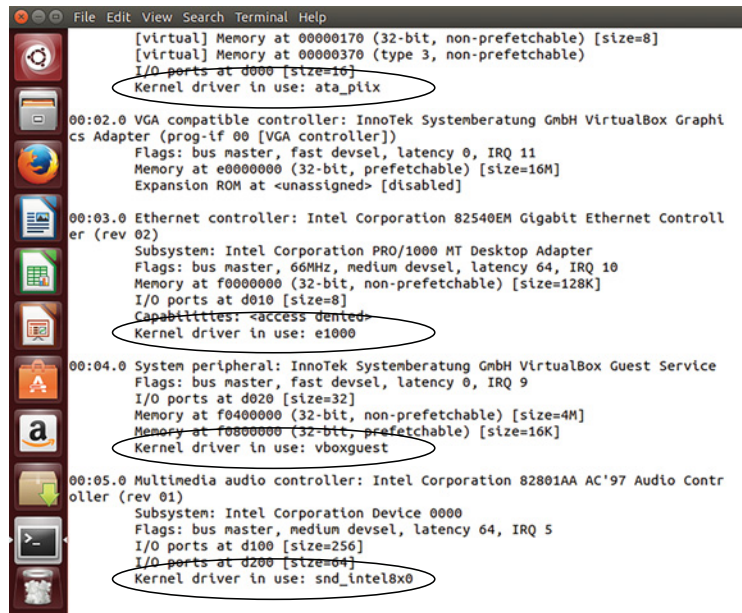 File Edit View Search Terminal Help
[virtual] Memory at 00000170 (32-bit, non-prefetchable) [size=8]
[virtual] Memory at 00000370 (type 3, non-prefetchable)
I/O ports at d000 [size=16]
Kernel driver in use: ata_piix
00:02.0 VGA compatible controller: InnoTek Systemberatung GmbH VirtualBox Graphi
cs Adapter (prog-if 00 [VGA controller])
Flags: bus master, fast devsel, latency 0, IRQ 11
Memory at e0000000 (32-bit, prefetchable) [size=16M]
Expansion ROM at <unassigned> [disabled]
00:03.0 Ethernet controller: Intel Corporation 82540EM Gigabit Ethernet Controll
er (rev 02)
Subsystem: Intel Corporation PRO/1000 MT Desktop Adapter
Flags: bus master, 66MHz, medium devsel, latency 64, IRQ 10
Memory at f0000000 (32-bit, non-prefetchable) [size=128K]
I/O ports at d010 [size=8]
Capabilities: <access denied>
Kernel driver in use: e1000
00:04.0 System peripheral: InnoTek Systemberatung GmbH VirtualBox Guest Service
Flags: bus master, fast devsel, latency 0, IRQ 9
I/O ports at d020 [size=32]
Memory at f0400000 (32-bit, non-prefetchable) [size=4M]
Memory at f0800000 (32-bit, prefetchable) [size=16K]
Kernel driver in use: vboxguest
00:05.0 Multimedia audio controller: Intel Corporation 82801AA AC'97 Audio Contr
oller (rev 01)
Subsystem: Intel Corporation Device 0000
Flags: bus master, medium devsel, latency 64, IRQ 5
I/O ports at d100 [size=256]
I/O ports at d200 [size=64]
Kernel driver in use: snd_intel8x0